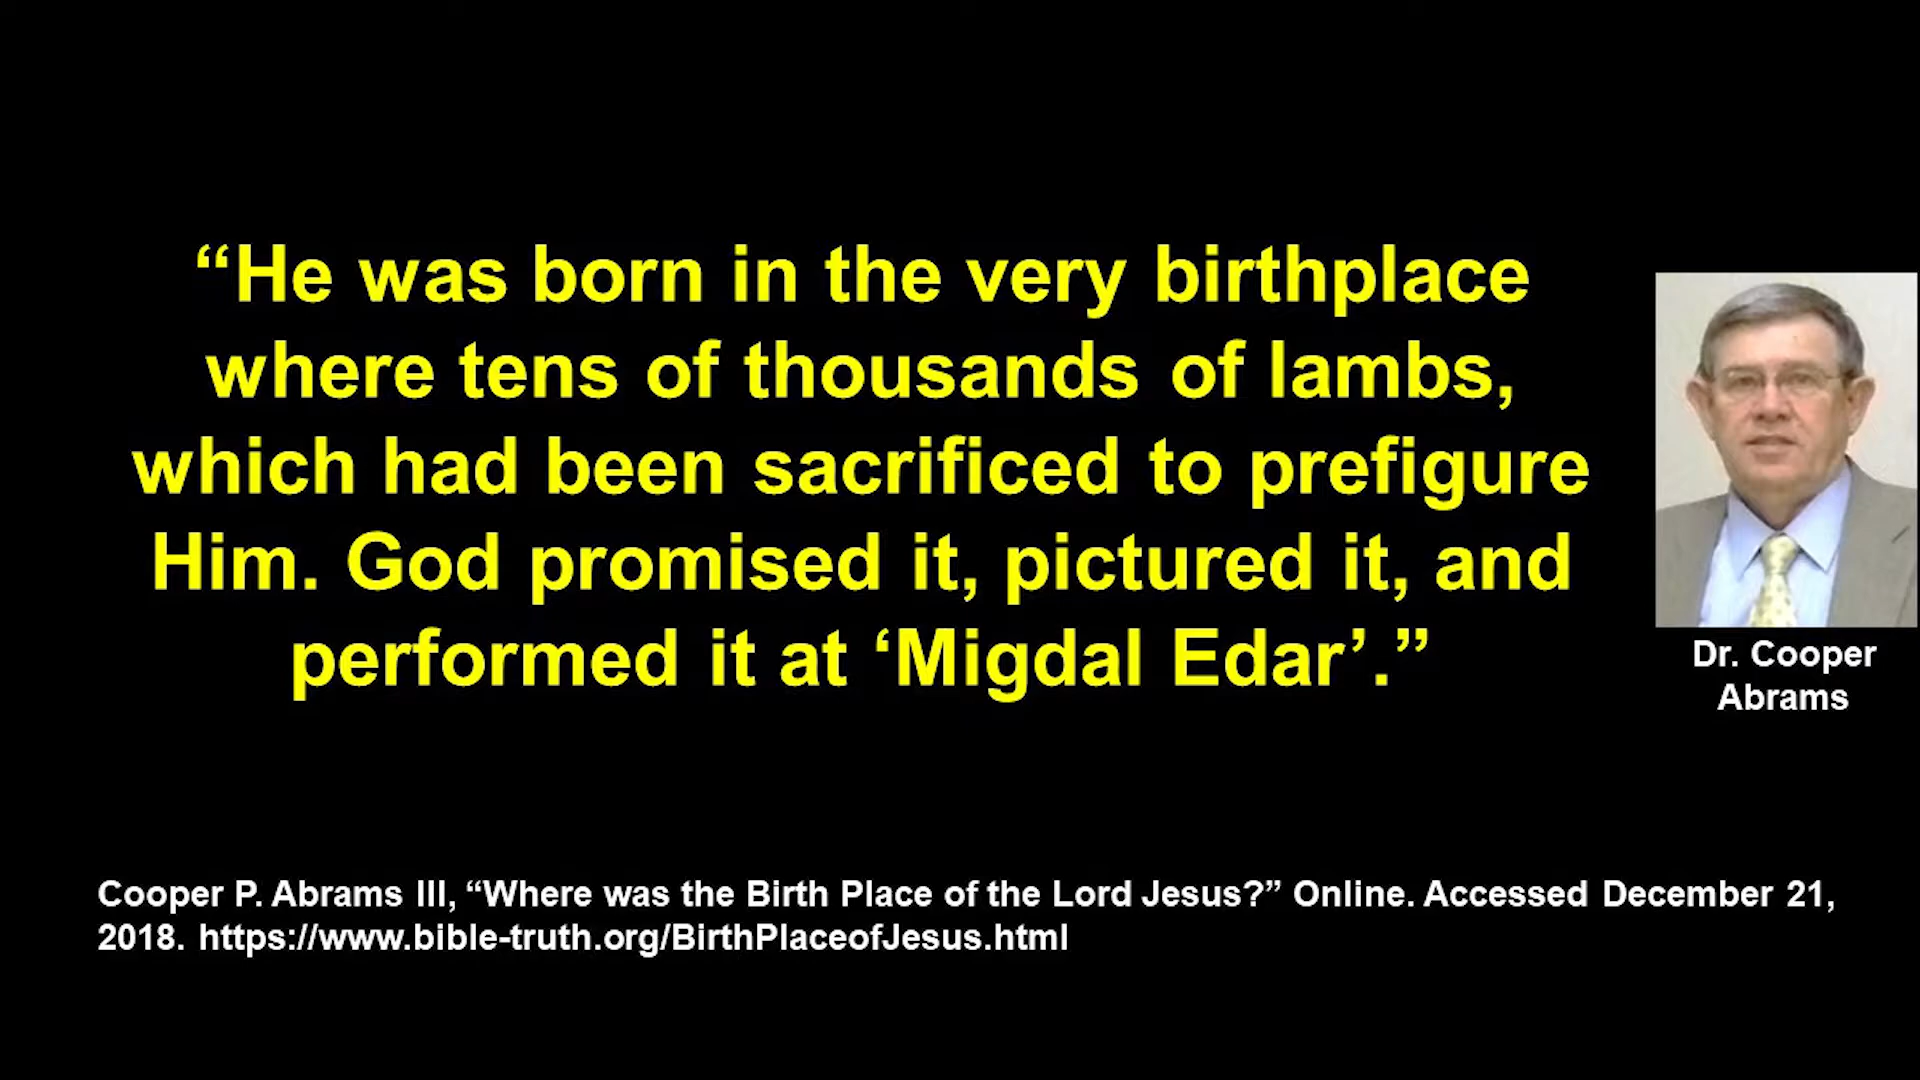 “He was born in the very birthplace
where tens of thousands of lambs,
which had been sacrificed to prefigure
Him. God promised it, pictured it, and
performed it at ‘Migdal Edar’.”
Dr. Cooper
Abrams
Cooper P. Abrams III, “Where was the Birth Place of the Lord Jesus?” Online. Accessed December 21,
2018. https://www.bible-truth.org/BirthPlaceofJesus.html